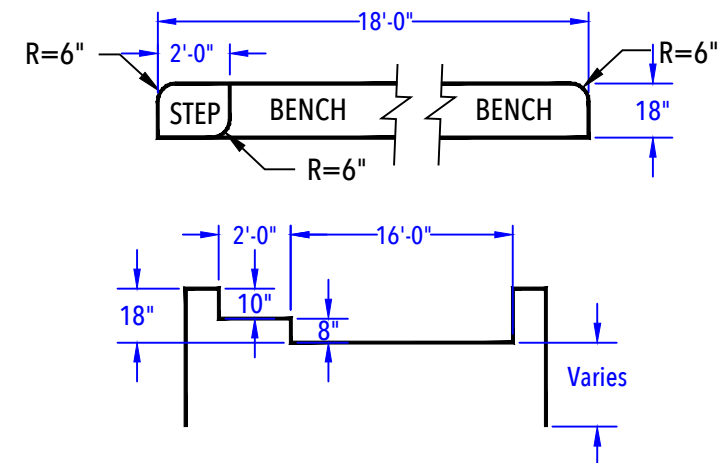 18'-0"
R=6"
2'-0"
R=6"
STEP
BENCH
BENCH
18"
R=6"
2'-0"
16'-0"
18"
10"
8"
Varies